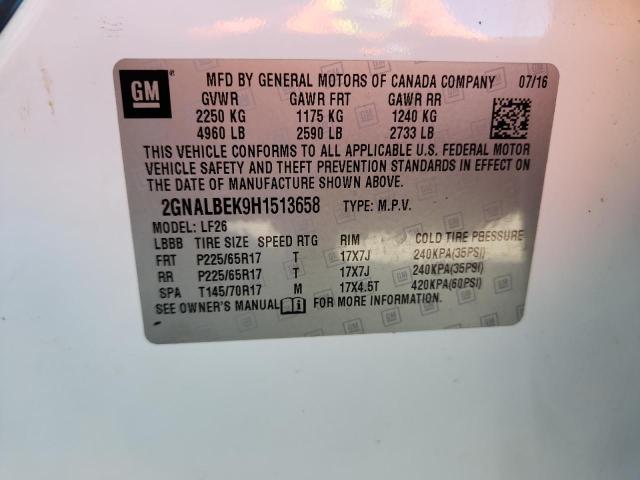 GM
MFD BY GENERAL MOTORS OF CANADA COMPANY 07/16
GVWR GAWR FRT GAWR RR
2250 KG 1175 KG 1240 KG
4960 LB 2590 LB 2733 LB
THIS VEHICLE CONFORMS TO ALL APPLICABLE U.S. FEDERAL MOTOR
VEHICLE SAFETY AND THEFT PREVENTION STANDARDS IN EFFECT ON
THE DATE OF MANUFACTURE SHOWN ABOVE.
2GNALBEK9H1513658 TYPE: M.P.V.
MODEL: LF26
LBBB TIRE SIZE SPEED RTG RIM COLD TIRE PRESSURE
FRT P225/65R17 T 17X7J 240KPA(35PSI)
RR P225/65R17 T 17X7J 240KPA(35PSI)
SPA T145/70R17 M 17X4.5T 420KPA(60PSI)
SEE OWNER'S MANUAL FOR MORE INFORMATION